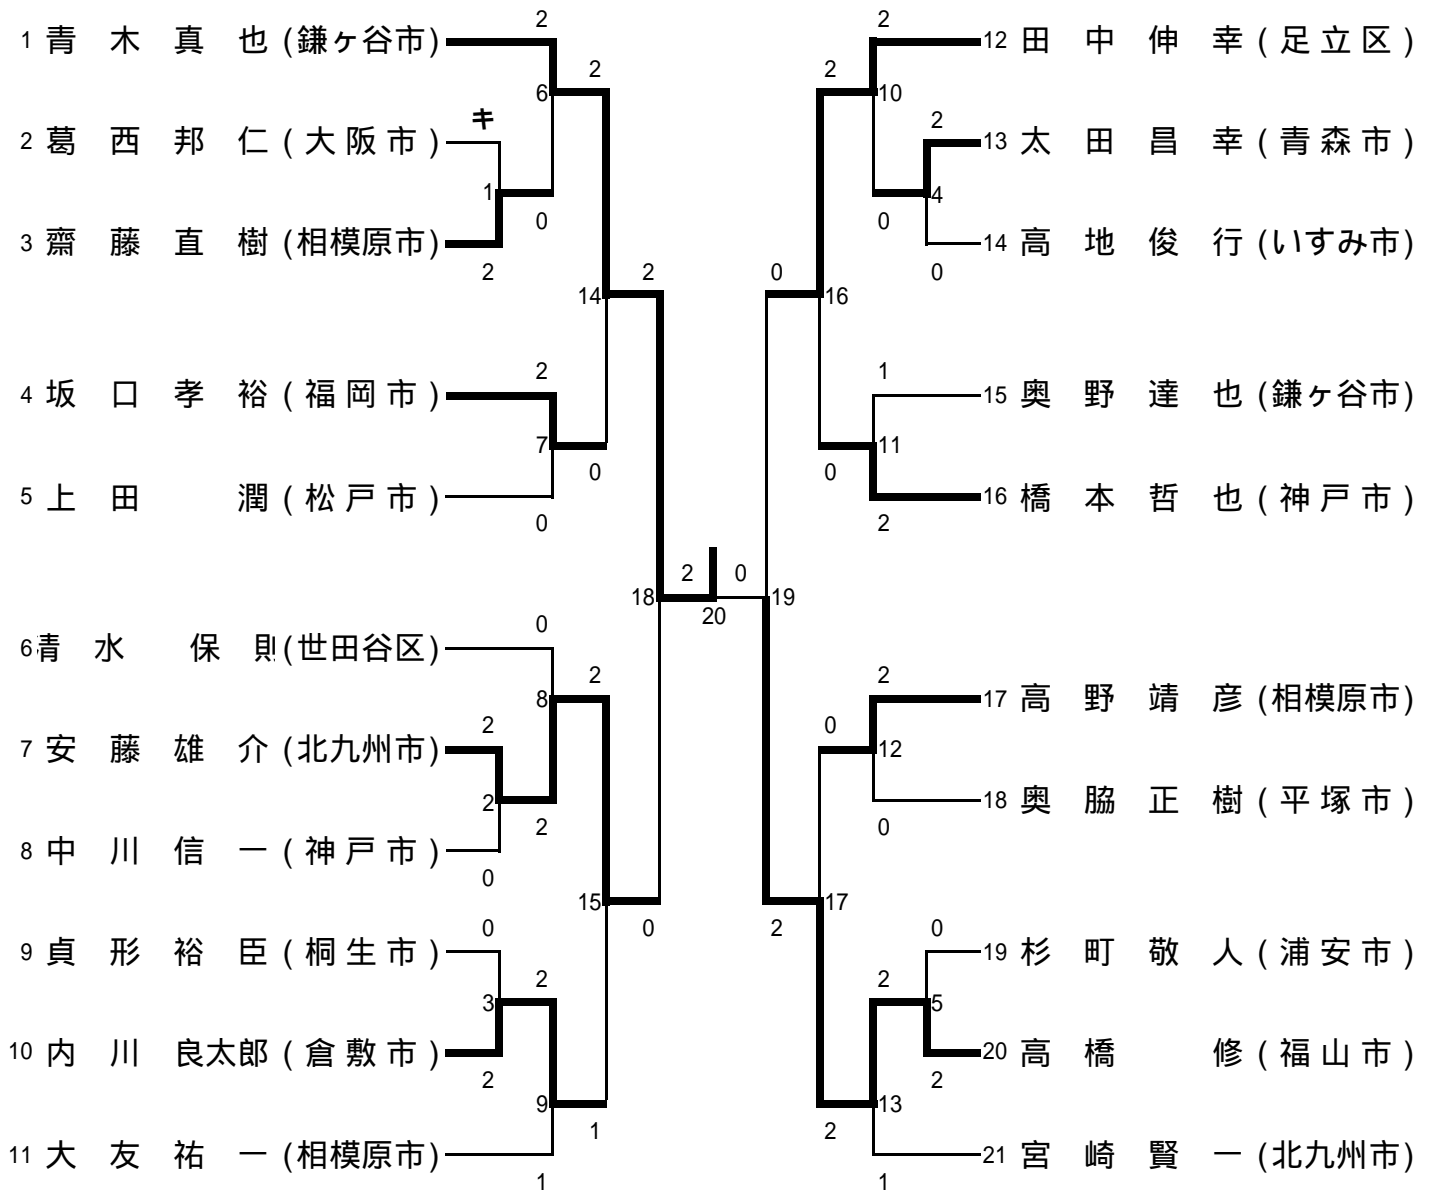 2
1 青木真也 (鎌ヶ谷市)
2
6
キ
2 葛西邦仁 (大阪市)
1
0
3 齋藤直樹 (相模原市)
2
14
2
2
4 坂口孝裕 (福岡市)
7
0
5 上田潤 (松戸市)
0
18
0
6 清水保則 (世田谷区)
2
8
2
7 安藤雄介 (北九州市)
2
2
8 中川信一 (神戸市)
0
15
0
0
9 貞形裕臣 (桐生市)
2
3
10 内川良太郎 (倉敷市)
2
9
1
11 大友祐一 (相模原市)
1
2
0
20
2
12 田中伸幸 (足立区)
2
10
2
13 太田昌幸 (青森市)
4
0
14 高地俊行 (いすみ市)
0
0
16
1
15 奥野達也 (鎌ヶ谷市)
11
0
16 橋本哲也 (神戸市)
2
19
2
17 高野靖彦 (相模原市)
0
12
18 奥脇正樹 (平塚市)
0
17
2
0
19 杉町敬人 (浦安市)
2
5
20 高橋修 (福山市)
2
13
2
21 宮崎賢一 (北九州市)
1